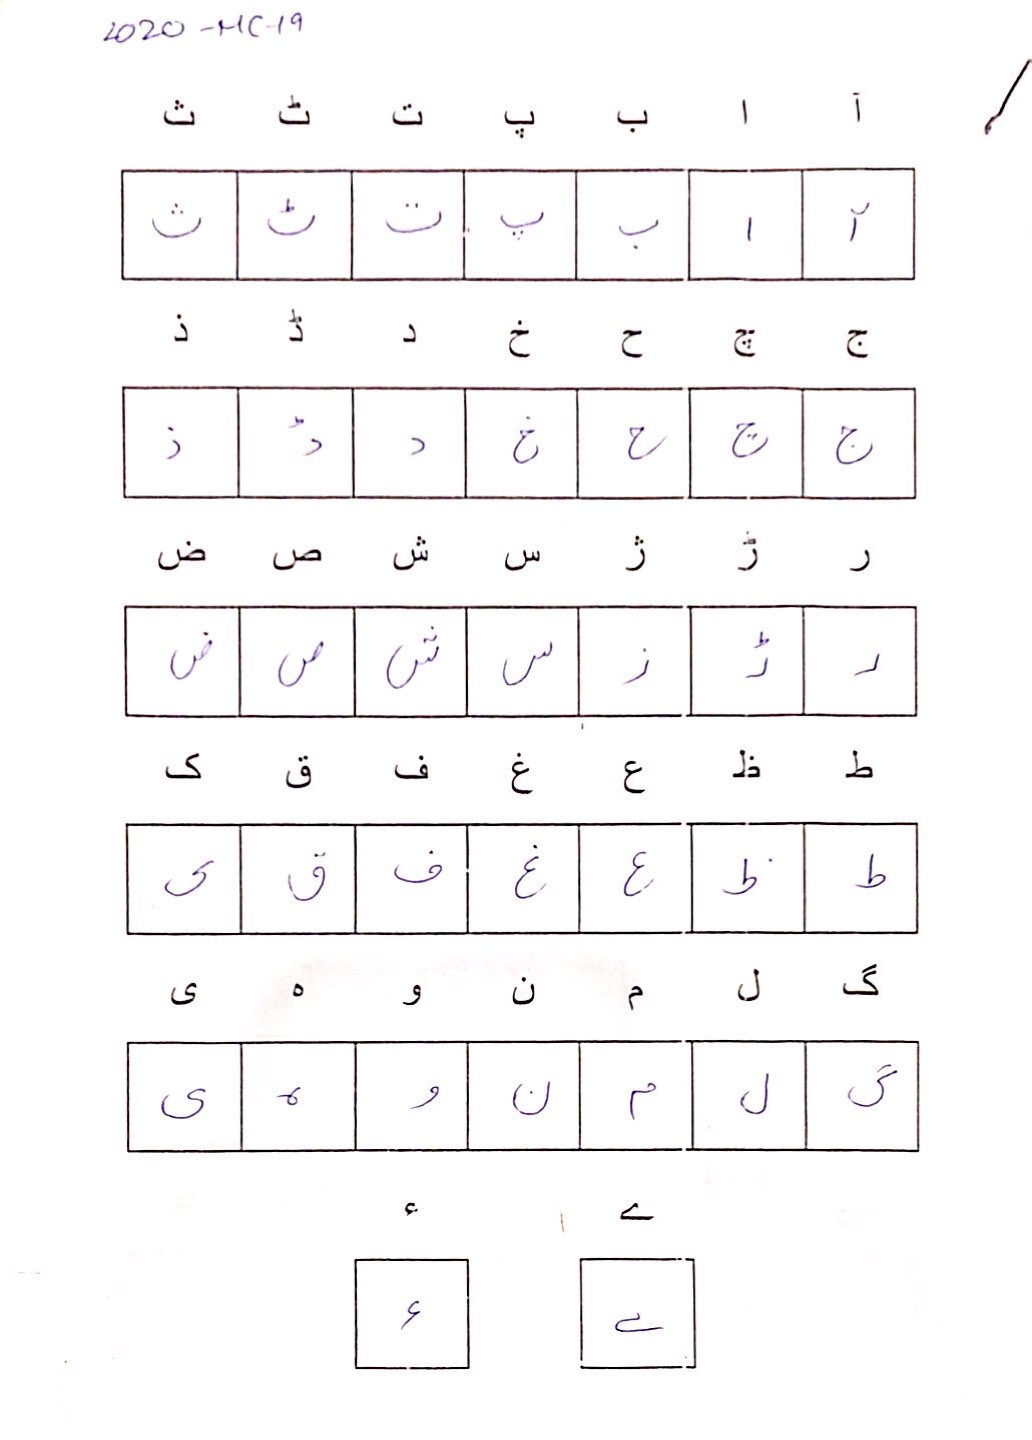 2020-MC-19
آ ا ب پ ت ٹ ث
آ ا ب پ ت ٹ ث
ج چ ح خ د ڈ ذ
ج چ ح خ د ڈ ذ
ر ڑ ژ س ش ص ض
ر ڑ ز س ش ص ض
ط ظ ع غ ف ق ک
ط ظ ع غ ف ق ک
گ ل م ن و ہ ی
گ ل م ن و ہ ی
ے ء
ے ء